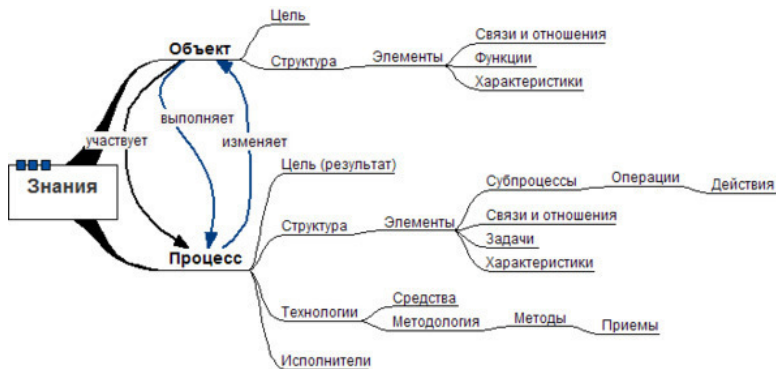 Знания
Объект
Цель
Структура
Элементы
Связи и отношения
Функции
Характеристики
участвует
выполняет
изменяет
Процесс
Цель (результат)
Структура
Элементы
Субпроцессы
Операции
Действия
Связи и отношения
Задачи
Характеристики
Технологии
Средства
Методология
Методы
Приемы
Исполнители